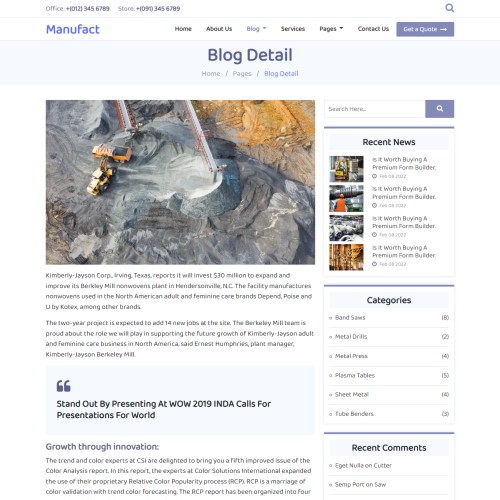 Office: +(012) 345 6789 Store: +(091) 345 6789
Manufact
Home About Us Blog Services Pages Contact Us Get a Quote
Blog Detail
Home / Pages / Blog Detail
Search Here...
Recent News
Is It Worth Buying A
Premium Form Builder.
Feb 08 2022
Is It Worth Buying A
Premium Form Builder.
Feb 08 2022
Is It Worth Buying A
Premium Form Builder.
Feb 08 2022
Is It Worth Buying A
Premium Form Builder.
Feb 08 2022
Kimberly-Jayson Corp., Irving, Texas, reports it will invest $30 million to expand and
improve its Berkley Mill nonwovens plant in Hendersonville, N.C. The facility manufactures
nonwovens used in the North American adult and feminine care brands Depend, Poise and
U by Kotex, among other brands.
The two-year project is expected to add 14 new jobs at the site. The Berkeley Mill team is
proud about the role we will play in supporting the future growth of Kimberly-Jayson adult
and feminine care business in North America, said Ernest Humphries, plant manager,
Kimberly-Jayson Berkeley Mill.
Stand Out By Presenting At WOW 2019 INDA Calls For
Presentations For World
Growth through innovation:
The trend and color experts at CSI are delighted to bring you a fifth improved issue of the
Color Analysis report. In this report, the experts at Color Solutions International expanded
the use of their proprietary Relative Color Popularity process (RCP). RCP is a marriage of
color validation with trend color forecasting. The RCP report has been organized into four
Categories
Band Saws (8)
Metal Drills (2)
Metal Press (4)
Plasma Tables (5)
Sheet Metal (4)
Tube Benders (3)
Recent Comments
Eget Nulla on Cutter
Semp Port on Saw